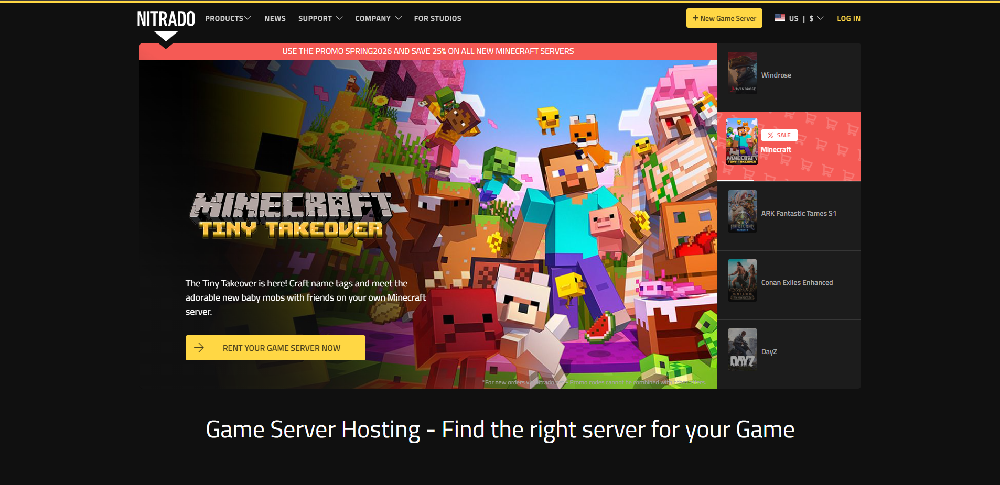 NITRADO
PRODUCTS
NEWS
SUPPORT
COMPANY
FOR STUDIOS
+ New Game Server
US | $
LOG IN
USE THE PROMO SPRING2026 AND SAVE 25% ON ALL NEW MINECRAFT SERVERS
MINECRAFT
TINY TAKEOVER
The Tiny Takeover is here! Craft name tags and meet the
adorable new baby mobs with friends on your own Minecraft
server.
RENT YOUR GAME SERVER NOW
*For new orders via nitrado.net - Promo codes cannot be combined with other offers.
WINDROSE
Windrose
MINECRAFT
TINY TAKEOVER
% SALE
Minecraft
ARK
FANTASTIC TAMES
ARK Fantastic Tames S1
CONAN
EXILES
ENHANCED
Conan Exiles Enhanced
DAYZ
DayZ
Game Server Hosting - Find the right server for your Game